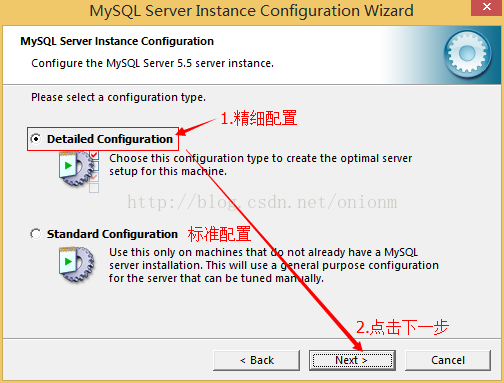 MySQL Server Instance Configuration Wizard
MySQL Server Instance Configuration
Configure the MySQL Server 5.5 server instance.
Please select a configuration type.
1.精细配置
Detailed Configuration
Choose this configuration type to create the optimal server
setup for this machine.
http://blog.csdn.net/onionm
Standard Configuration 标准配置
Use this only on machines that do not already have a MySQL
server installation. This will use a general purpose configuration
for the server that can be tuned manually.
2.点击下一步
< Back
Next >
Cancel